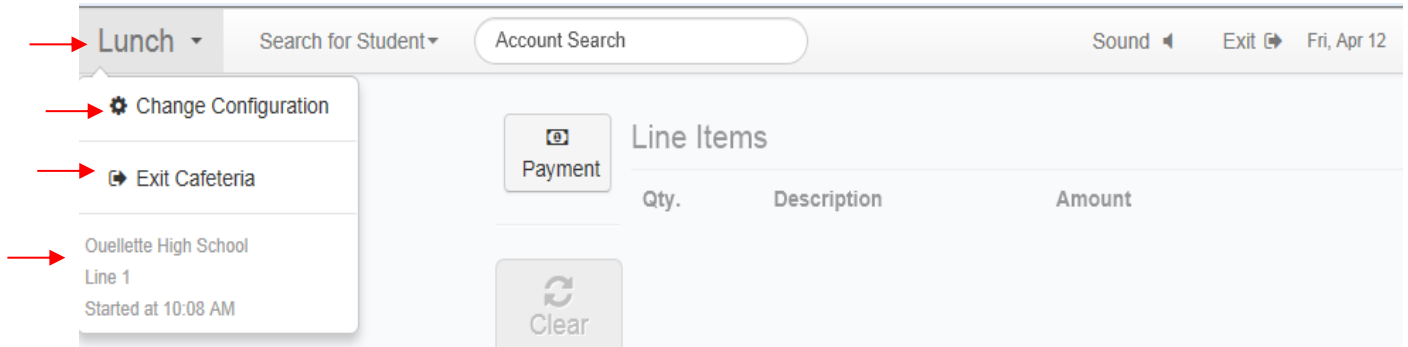 Lunch Search for Student Account Search Sound Exit Fri, Apr 12
Change Configuration
Exit Cafeteria
Ouellette High School
Line 1
Started at 10:08 AM
Payment
Clear
Line Items
Qty. Description Amount